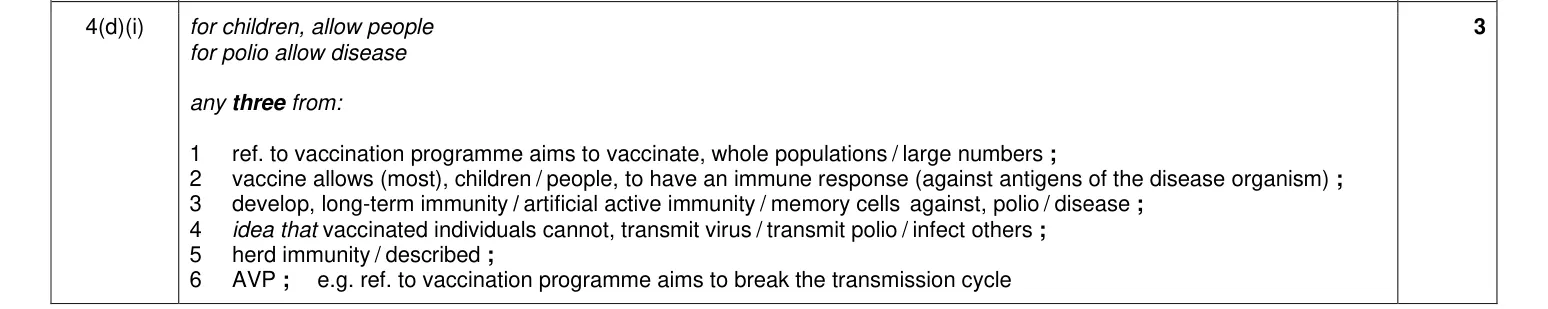 4(d)(i) for children, allow people 3
for polio allow disease
any three from:
1 ref. to vaccination programme aims to vaccinate, whole populations / large numbers ;
2 vaccine allows (most), children / people, to have an immune response (against antigens of the disease organism) ;
3 develop, long-term immunity / artificial active immunity / memory cells against, polio / disease ;
4 idea that vaccinated individuals cannot, transmit virus / transmit polio / infect others ;
5 herd immunity / described ;
6 AVP ; e.g. ref. to vaccination programme aims to break the transmission cycle